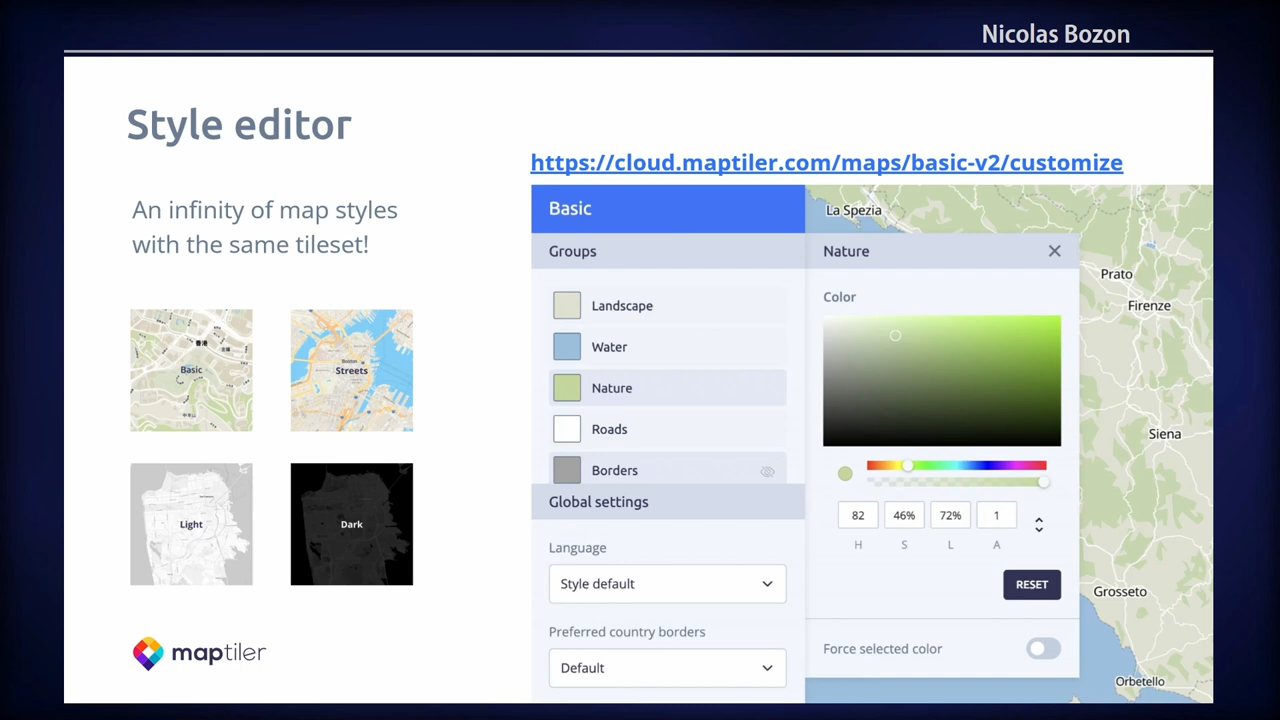 Nicolas Bozon
Style editor
https://cloud.maptiler.com/maps/basic-v2/customize
An infinity of map styles
with the same tileset!
香港
Basic
Boston
Streets
Light
Dark
maptiler
Basic
Groups
Landscape
Water
Nature
Roads
Borders
Global settings
Language
Style default
Preferred country borders
Default
Nature
Color
82 46% 72% 1
H S L A
RESET
Force selected color
La Spezia
Prato
Firenze
Siena
Grosseto
Orbetello